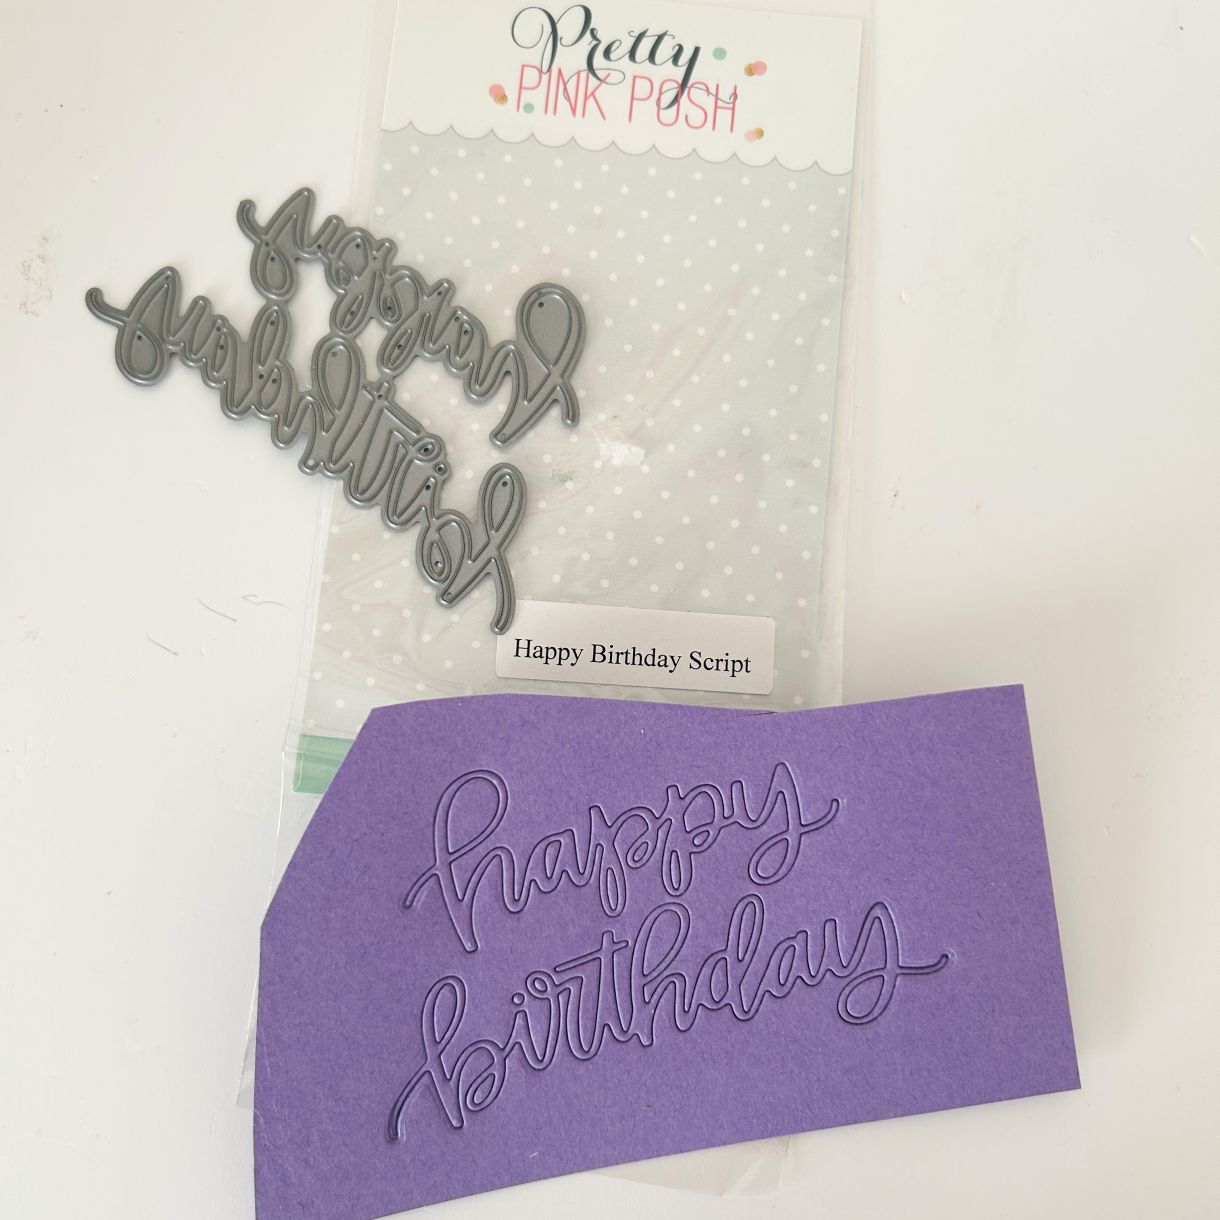 Pretty
PINK POSH
Happy Birthday Script
happy
birthday